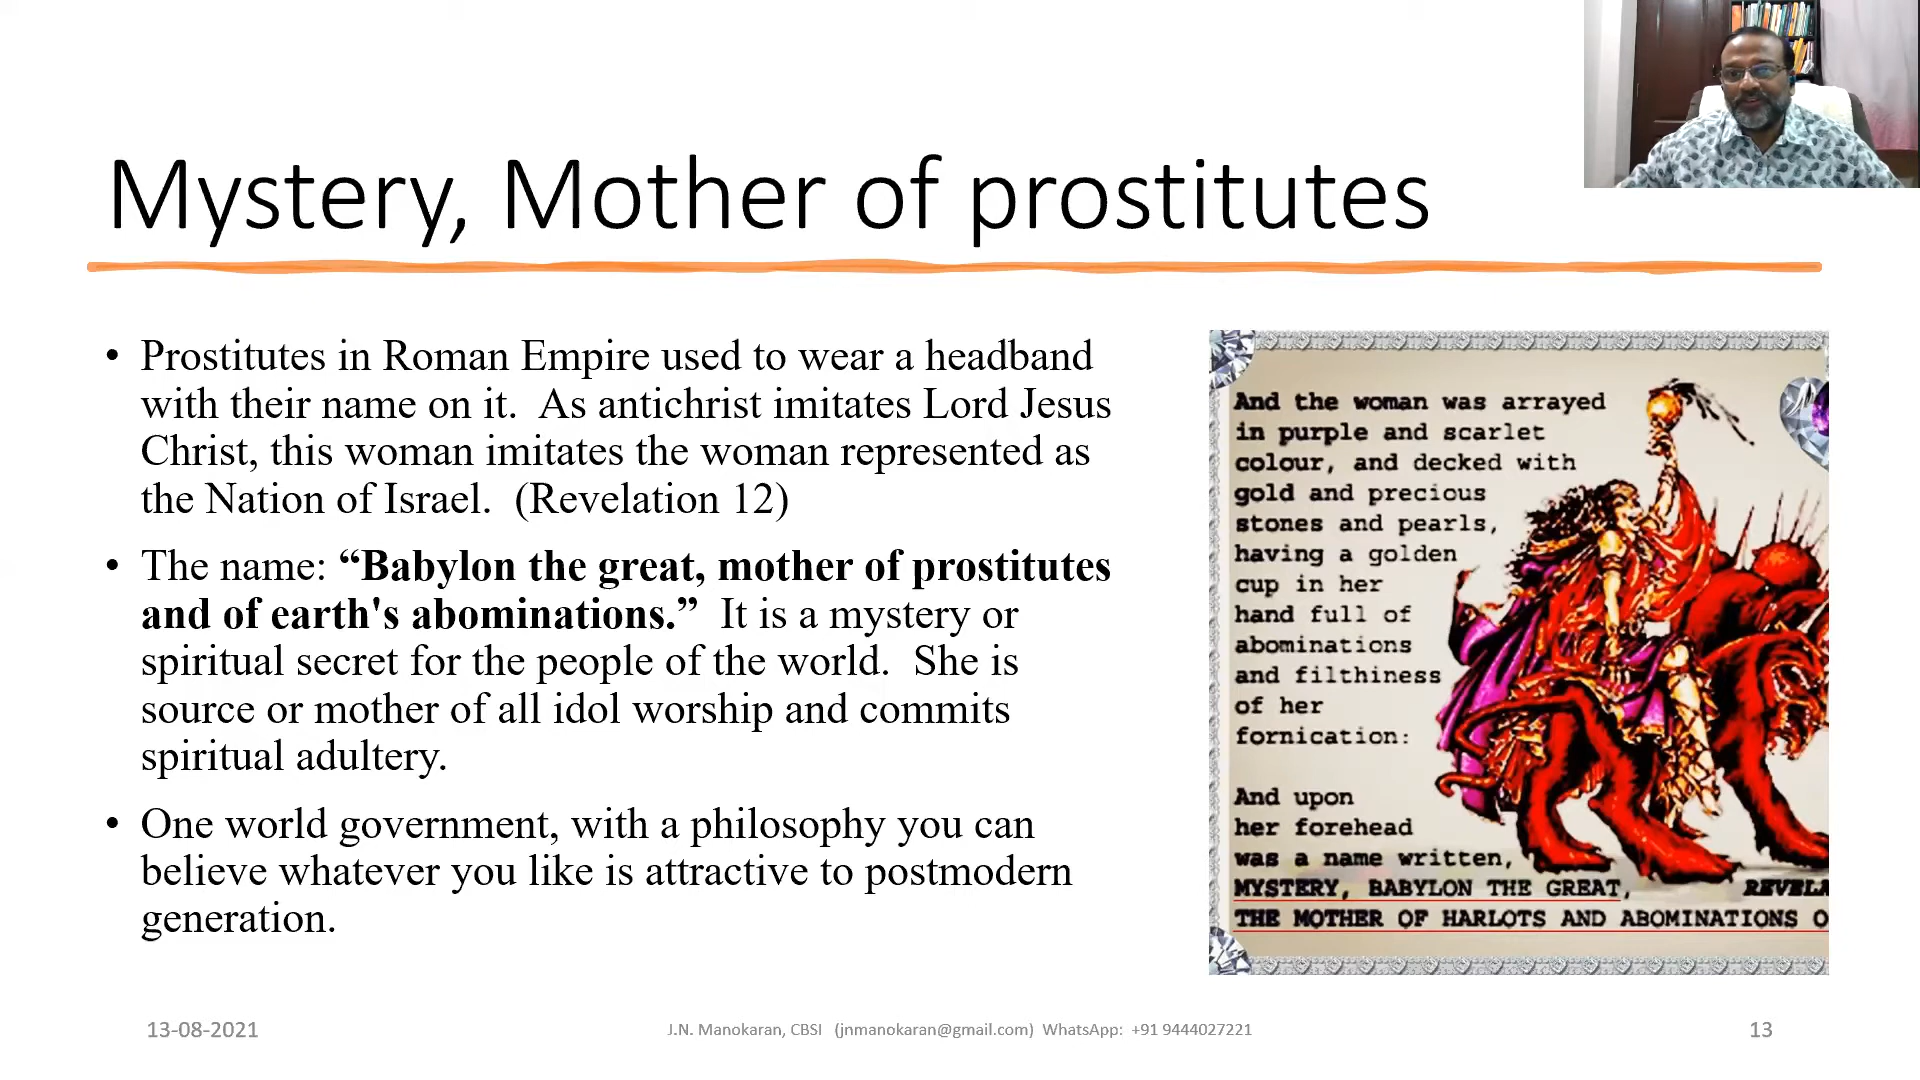 Mystery, Mother of prostitutes
• Prostitutes in Roman Empire used to wear a headband
with their name on it.  As antichrist imitates Lord Jesus
Christ, this woman imitates the woman represented as
the Nation of Israel.  (Revelation 12)
• The name: “Babylon the great, mother of prostitutes
and of earth's abominations.”  It is a mystery or
spiritual secret for the people of the world.  She is
source or mother of all idol worship and commits
spiritual adultery.
• One world government, with a philosophy you can
believe whatever you like is attractive to postmodern
generation.
And the woman was arrayed
in purple and scarlet
colour, and decked with
gold and precious
stones and pearls,
having a golden
cup in her
hand full of
abominations
and filthiness
of her
fornication:
And upon
her forehead
was a name written,
MYSTERY, BABYLON THE GREAT, REVELA
THE MOTHER OF HARLOTS AND ABOMINATIONS O
13-08-2021
J.N. Manokaran, CBSI (jnmanokaran@gmail.com) WhatsApp: +91 9444027221
13